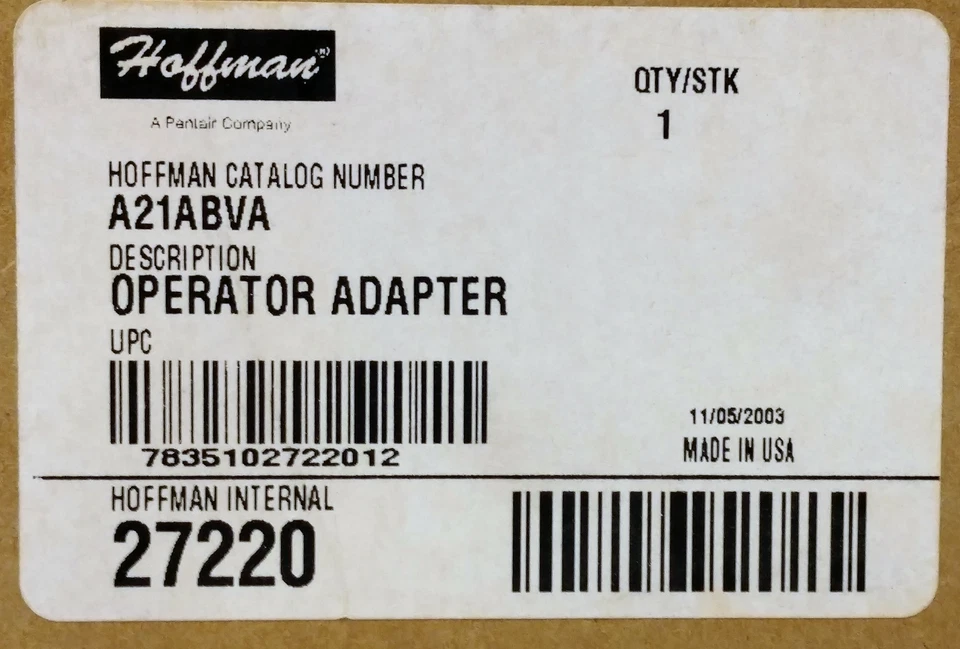 Hoffman
A Pentair Company
QTY/STK
1
HOFFMAN CATALOG NUMBER
A21ABVA
DESCRIPTION
OPERATOR ADAPTER
UPC
7835102722012
11/05/2003
MADE IN USA
HOFFMAN INTERNAL
27220